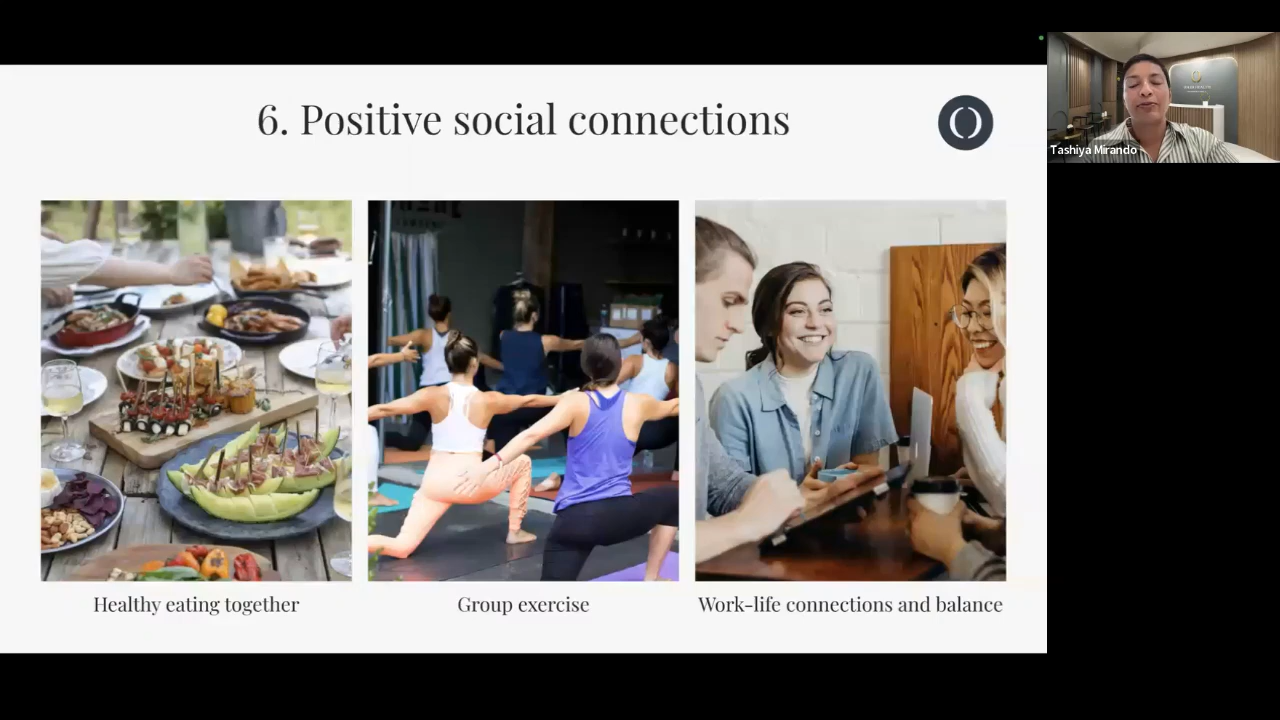 6. Positive social connections
Tashiya Mirando
Healthy eating together
Group exercise
Work-life connections and balance